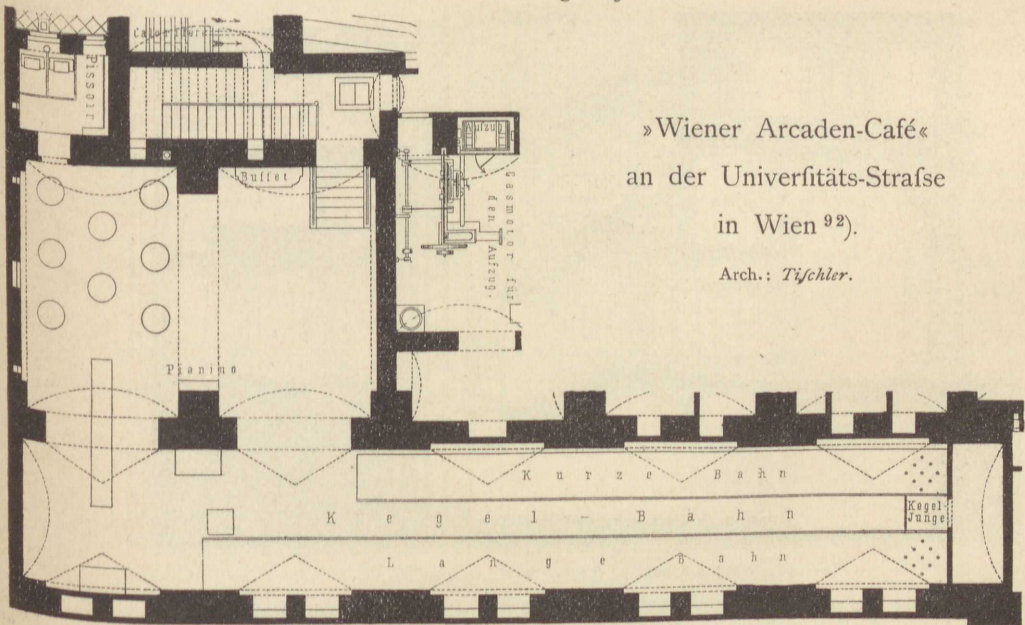 Caloriferé
Pissoir
Buffet
Aufzug
Gasmotor für
den Aufzug.
Pianino
»Wiener Arcaden-Café«
an der Univerſitäts-Straſse
in Wien ⁹²).
Arch.: Tiſchler.
Kurze Bahn
Kegel-Bahn
Kegel-
Junge
Lange Bahn